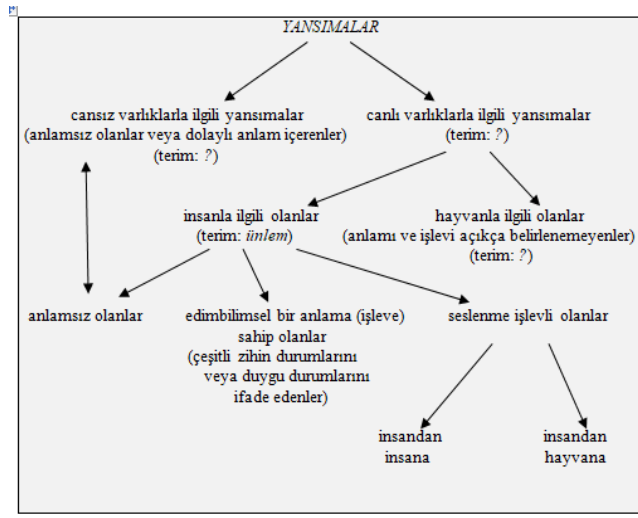 YANSIMALAR
cansız varlıklarla ilgili yansımalar
(anlamsız olanlar veya dolaylı anlam içerenler)
(terim: ?)
canlı varlıklarla ilgili yansımalar
(terim: ?)
insanla ilgili olanlar
(terim: ünlem)
hayvanla ilgili olanlar
(anlamı ve işlevi açıkça belirlenemeyenler)
(terim: ?)
anlamsız olanlar
edimbilimsel bir anlama (işleve)
sahip olanlar
(çeşitli zihin durumlarını
veya duygu durumlarını
ifade edenler)
seslenme işlevli olanlar
insandan
insana
insandan
hayvana